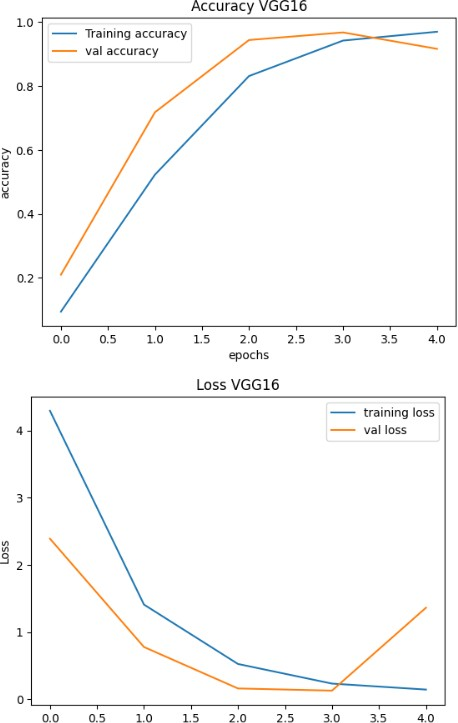 Accuracy VGG16
1.0
Training accuracy
val accuracy
0.8
0.6
accuracy
0.4
0.2
0.0 0.5 1.0 1.5 2.0 2.5 3.0 3.5 4.0
epochs
Loss VGG16
training loss
val loss
4
3
Loss
2
1
0
0.0 0.5 1.0 1.5 2.0 2.5 3.0 3.5 4.0